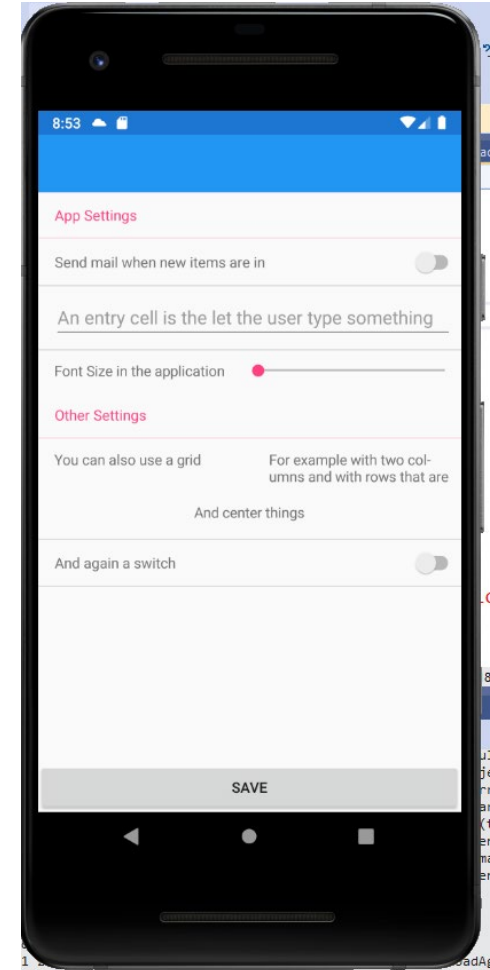 8:53
App Settings
Send mail when new items are in
An entry cell is the let the user type something
Font Size in the application
Other Settings
You can also use a grid
For example with two col-
umns and with rows that are
And center things
And again a switch
SAVE